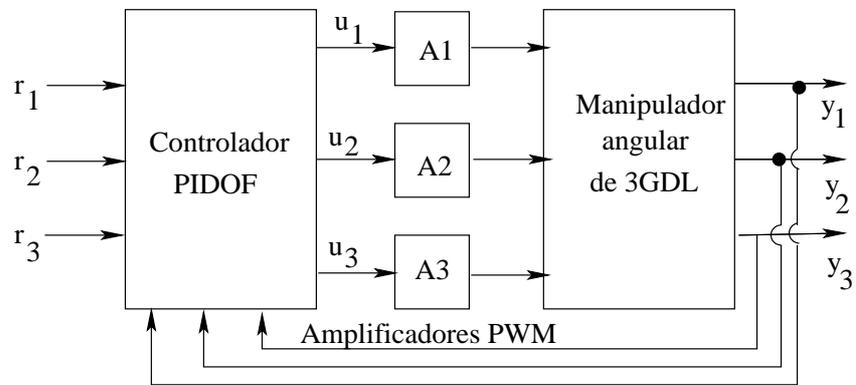 r1
r2
r3
Controlador
PIDOF
u1
u2
u3
A1
A2
A3
Amplificadores PWM
Manipulador
angular
de 3GDL
y1
y2
y3